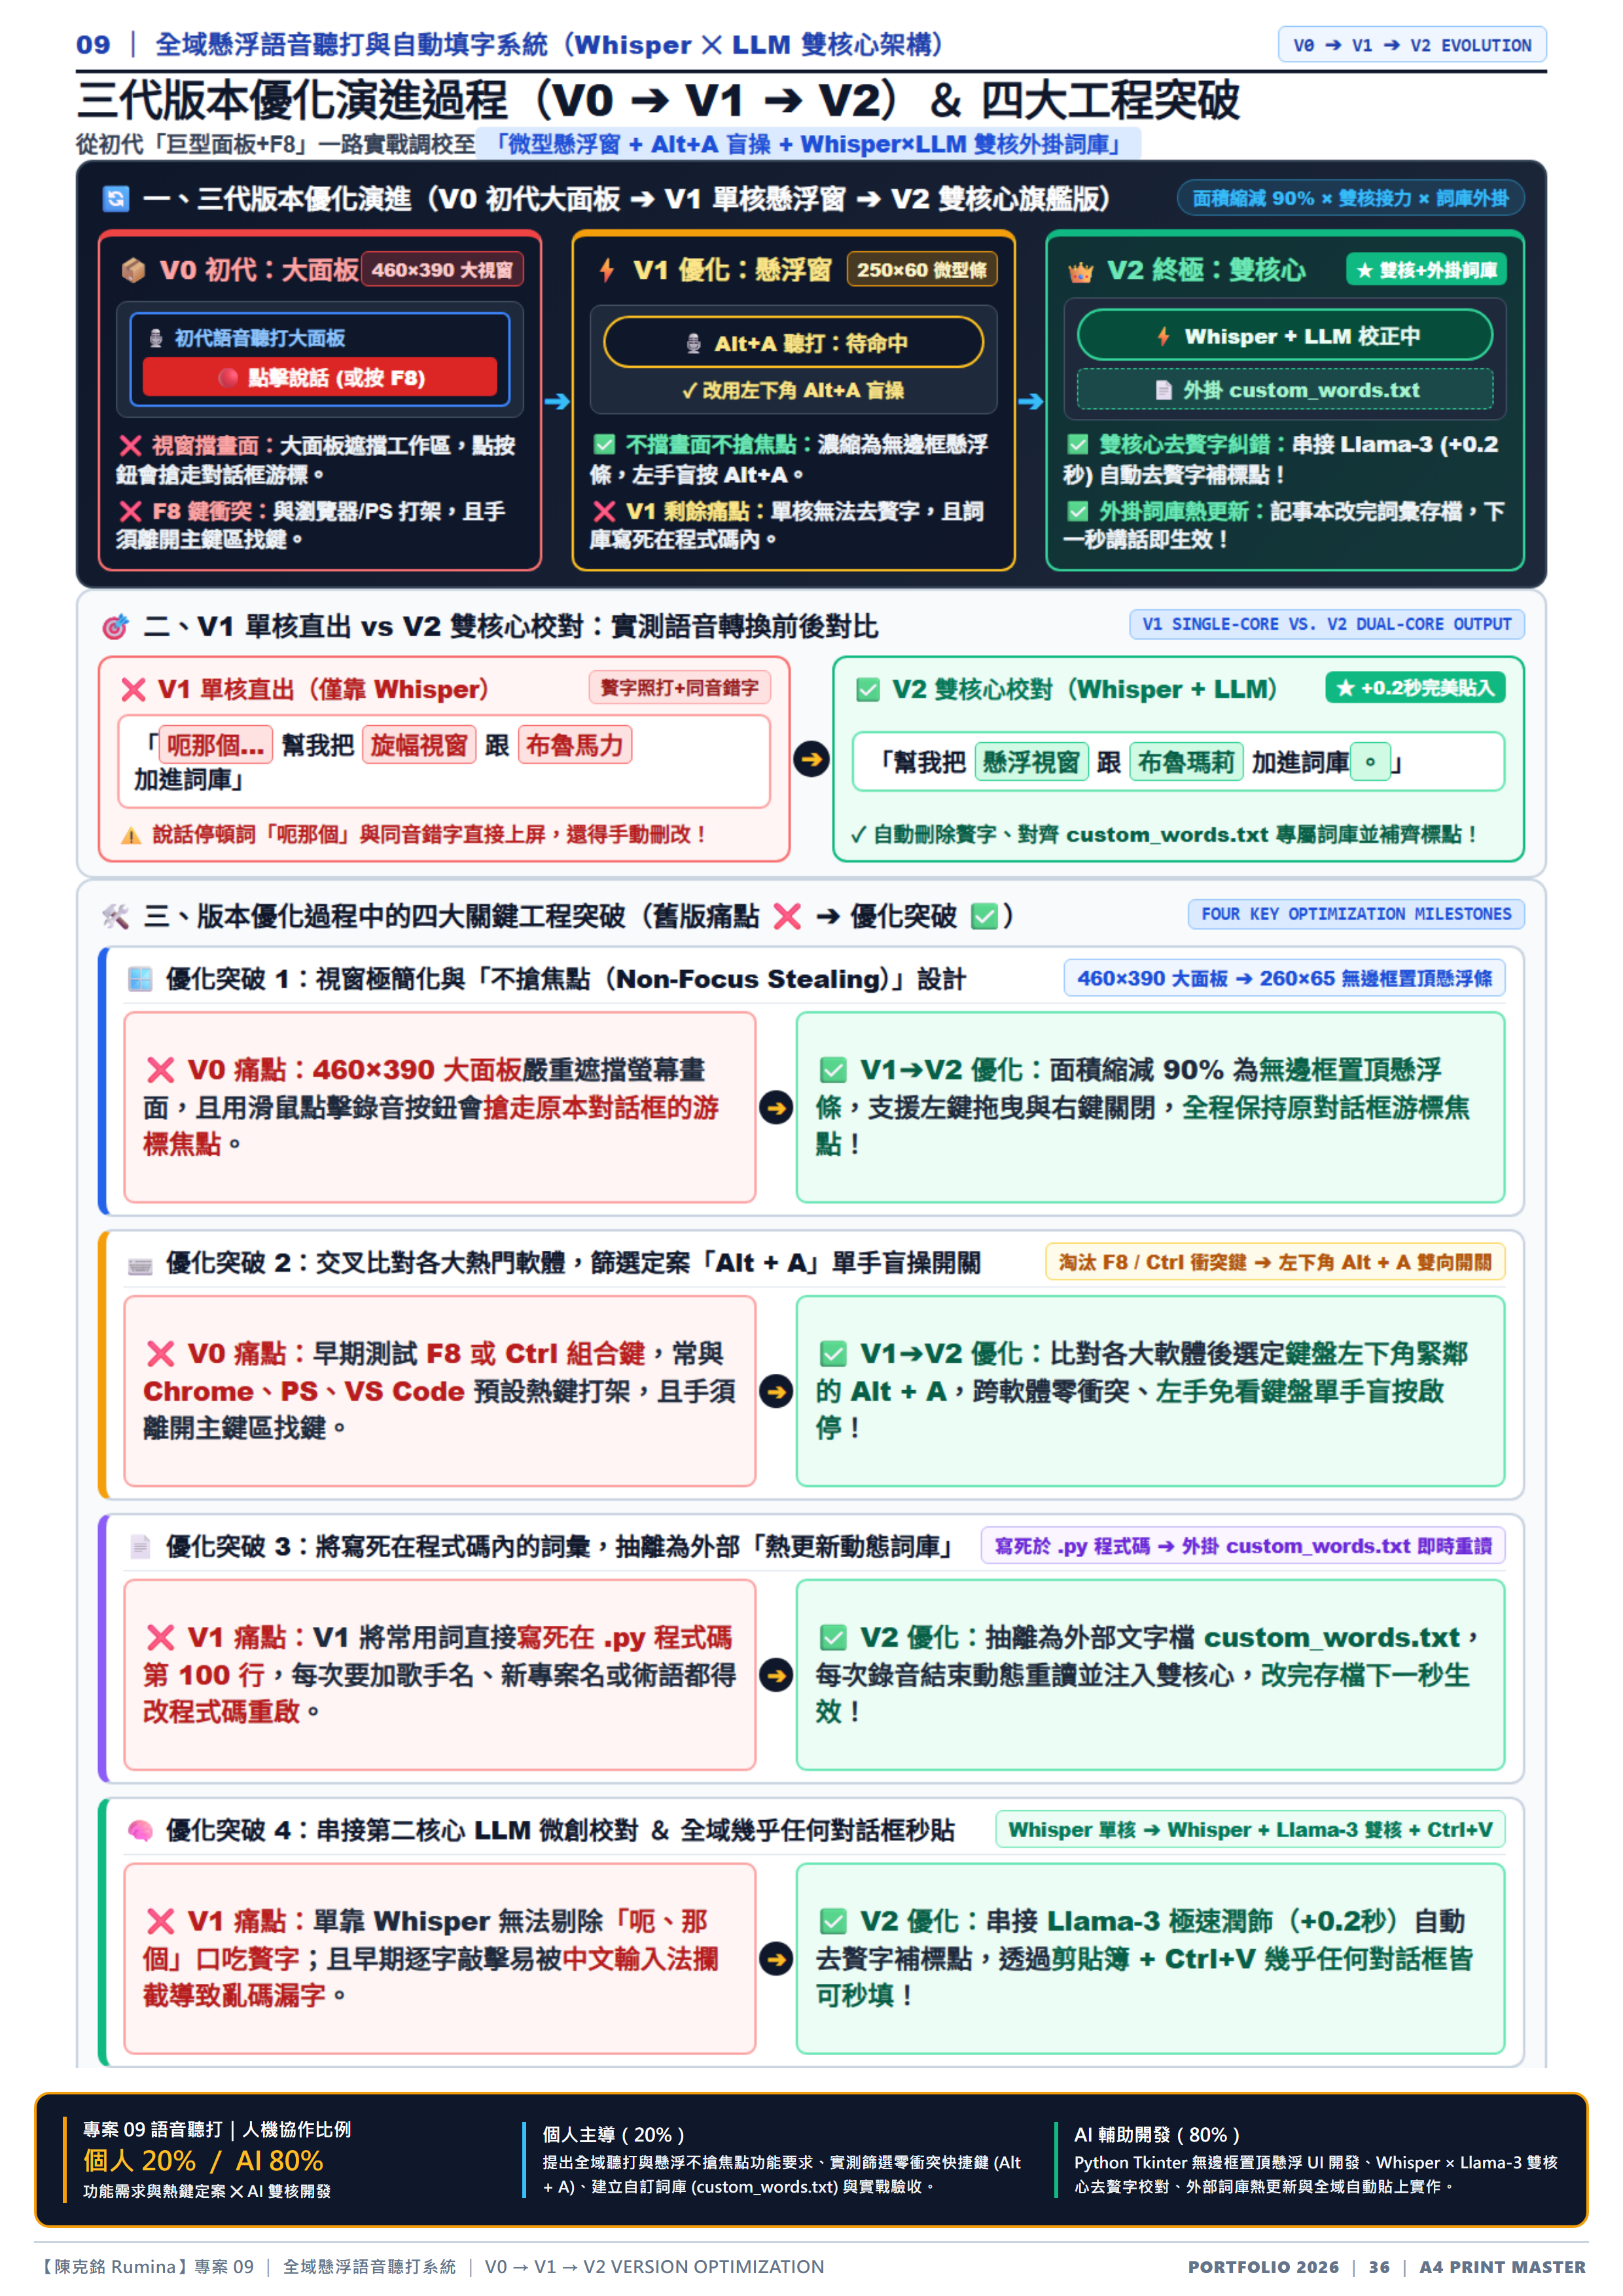 09 | 全域懸浮語音聽打與自動填字系統（Whisper ✕ LLM 雙核心架構）
V0 ➔ V1 ➔ V2 EVOLUTION
三代版本優化演進過程（V0 ➔ V1 ➔ V2）＆ 四大工程突破
從初代「巨型面板+F8」一路實戰調校至「微型懸浮窗 + Alt+A 盲操 + Whisper×LLM 雙核外掛詞庫」
🔄 一、三代版本優化演進（V0 初代大面板 ➔ V1 單核懸浮窗 ➔ V2 雙核心旗艦版）
面積縮減 90% × 雙核接力 × 詞庫外掛
📦 V0 初代：大面板 460×390 大視窗
🎙️ 初代語音聽打大面板
🔴 點擊說話 (或按 F8)
❌ 視窗擋畫面：大面板遮擋工作區，點按
鈕會搶走對話框游標。
❌ F8 鍵衝突：與瀏覽器/PS 打架，且手
須離開主鍵區找鍵。
➔
⚡ V1 優化：懸浮窗 250×60 微型條
🎙️ Alt+A 聽打：待命中
✓ 改用左下角 Alt+A 盲操
✅ 不擋畫面不搶焦點：濃縮為無邊框懸浮
條，左手盲按 Alt+A。
❌ V1 剩餘痛點：單核無法去贅字，且詞
庫寫死在程式碼內。
➔
👑 V2 終極：雙核心 ★ 雙核+外掛詞庫
⚡ Whisper + LLM 校正中
📄 外掛 custom_words.txt
✅ 雙核心去贅字糾錯：串接 Llama-3 (+0.2
秒) 自動去贅字補標點！
✅ 外掛詞庫熱更新：記事本改完詞彙存檔，下
一秒講話即生效！
🎯 二、V1 單核直出 vs V2 雙核心校對：實測語音轉換前後對比
V1 SINGLE-CORE VS. V2 DUAL-CORE OUTPUT
❌ V1 單核直出（僅靠 Whisper） 贅字照打+同音錯字
「呃那個... 幫我把 旋幅視窗 跟 布魯馬力
加進詞庫」
⚠️ 說話停頓詞「呃那個」與同音錯字直接上屏，還得手動刪改！
➔
✅ V2 雙核心校對（Whisper + LLM） ★ +0.2秒完美貼入
「幫我把 懸浮視窗 跟 布魯瑪莉 加進詞庫。」
✓ 自動刪除贅字、對齊 custom_words.txt 專屬詞庫並補齊標點！
🛠️ 三、版本優化過程中的四大關鍵工程突破（舊版痛點 ❌ ➔ 優化突破 ✅）
FOUR KEY OPTIMIZATION MILESTONES
🪟 優化突破 1：視窗極簡化與「不搶焦點（Non-Focus Stealing）」設計
460×390 大面板 ➔ 260×65 無邊框置頂懸浮條
❌ V0 痛點：460×390 大面板嚴重遮擋螢幕畫
面，且用滑鼠點擊錄音按鈕會搶走原本對話框的游
標焦點。
➔
✅ V1➔V2 優化：面積縮減 90% 為無邊框置頂懸浮
條，支援左鍵拖曳與右鍵關閉，全程保持原對話框游標焦
點！
⌨️ 優化突破 2：交叉比對各大熱門軟體，篩選定案「Alt + A」單手盲操開關
淘汰 F8 / Ctrl 衝突鍵 ➔ 左下角 Alt + A 雙向開關
❌ V0 痛點：早期測試 F8 或 Ctrl 組合鍵，常與
Chrome、PS、VS Code 預設熱鍵打架，且手須
離開主鍵區找鍵。
➔
✅ V1➔V2 優化：比對各大軟體後選定鍵盤左下角緊鄰
的 Alt + A，跨軟體零衝突、左手免看鍵盤單手盲按啟
停！
📄 優化突破 3：將寫死在程式碼內的詞彙，抽離為外部「熱更新動態詞庫」
寫死於 .py 程式碼 ➔ 外掛 custom_words.txt 即時重讀
❌ V1 痛點：V1 將常用詞直接寫死在 .py 程式碼
第 100 行，每次要加歌手名、新專案名或術語都得
改程式碼重啟。
➔
✅ V2 優化：抽離為外部文字檔 custom_words.txt，
每次錄音結束動態重讀並注入雙核心，改完存檔下一秒生
效！
🧠 優化突破 4：串接第二核心 LLM 微創校對 ＆ 全域幾乎任何對話框秒貼
Whisper 單核 ➔ Whisper + Llama-3 雙核 + Ctrl+V
❌ V1 痛點：單靠 Whisper 無法剔除「呃、那
個」口吃贅字；且早期逐字敲擊易被中文輸入法攔
截導致亂碼漏字。
➔
✅ V2 優化：串接 Llama-3 極速潤飾（+0.2秒）自動
去贅字補標點，透過剪貼簿 + Ctrl+V 幾乎任何對話框皆
可秒填！
專案 09 語音聽打｜人機協作比例
個人 20% / AI 80%
功能需求與熱鍵定案 ✕ AI 雙核開發
個人主導 ( 20% )
提出全域聽打與懸浮不搶焦點功能要求、實測篩選零衝突快捷鍵 (Alt
+ A)、建立自訂詞庫 (custom_words.txt) 與實戰驗收。
AI 輔助開發 ( 80% )
Python Tkinter 無邊框置頂懸浮 UI 開發、Whisper × Llama-3 雙核
心去贅字校對、外部詞庫熱更新與全域自動貼上實作。
【陳克銘 Rumina】專案 09 | 全域懸浮語音聽打系統 | V0 → V1 → V2 VERSION OPTIMIZATION
PORTFOLIO 2026 | 36 | A4 PRINT MASTER